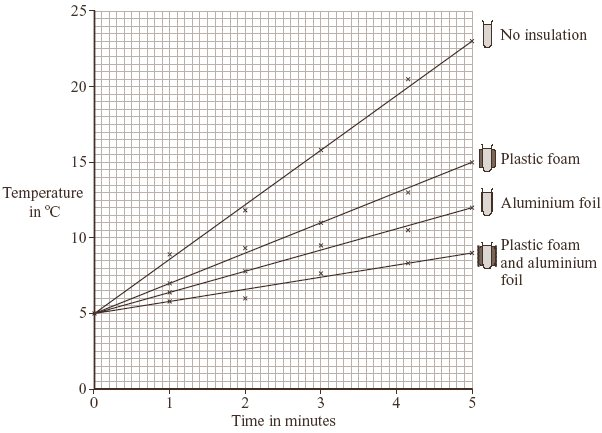 25
20
15
10
5
0
Temperature
in °C
0 1 2 3 4 5
Time in minutes
No insulation
Plastic foam
Aluminium foil
Plastic foam
and aluminium
foil